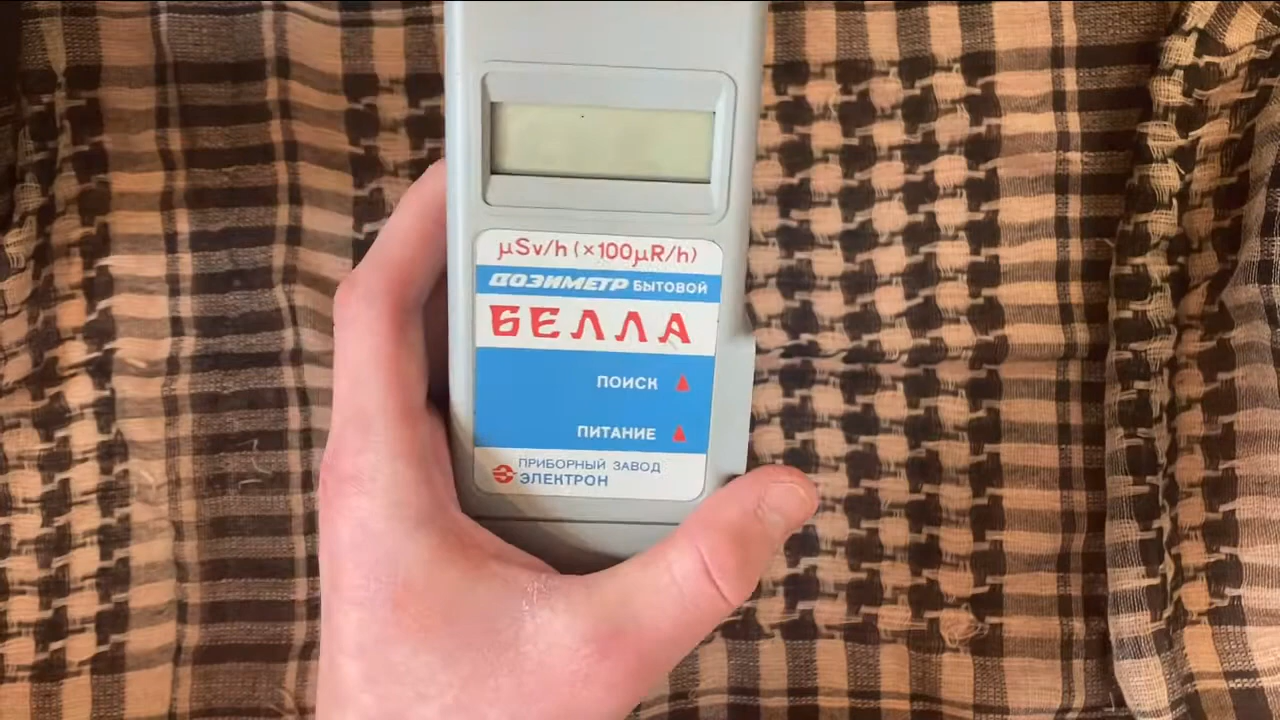 μSv/h (×100μR/h)
ДОЗИМЕТР БЫТОВОЙ
БЕЛЛА
ПОИСК
ПИТАНИЕ
ПРИБОРНЫЙ ЗАВОД
ЭЛЕКТРОН